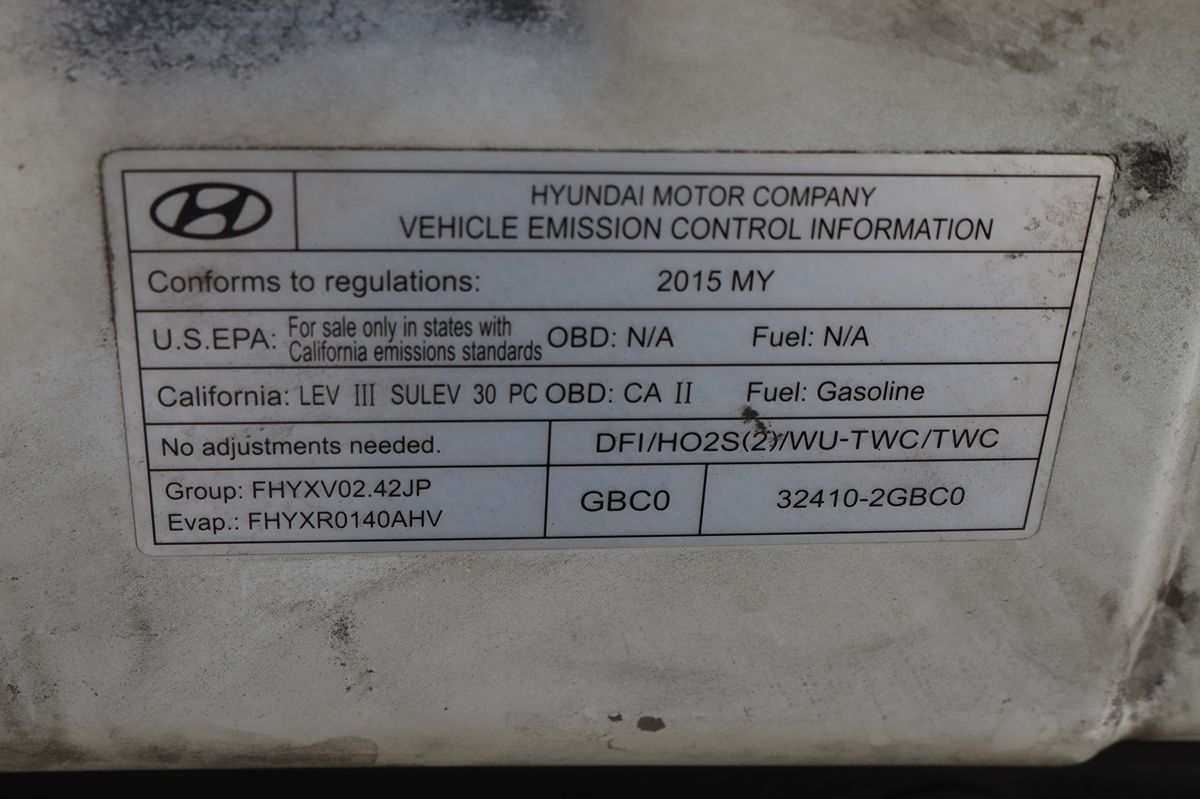 HYUNDAI MOTOR COMPANY
VEHICLE EMISSION CONTROL INFORMATION
Conforms to regulations: 2015 MY
U.S.EPA: For sale only in states with California emissions standards OBD: N/A Fuel: N/A
California: LEV III SULEV 30 PC OBD: CA II Fuel: Gasoline
No adjustments needed. DFI/HO2S(2)/WU-TWC/TWC
Group: FHYXV02.42JP
Evap.: FHYXR0140AHV
GBC0 32410-2GBC0